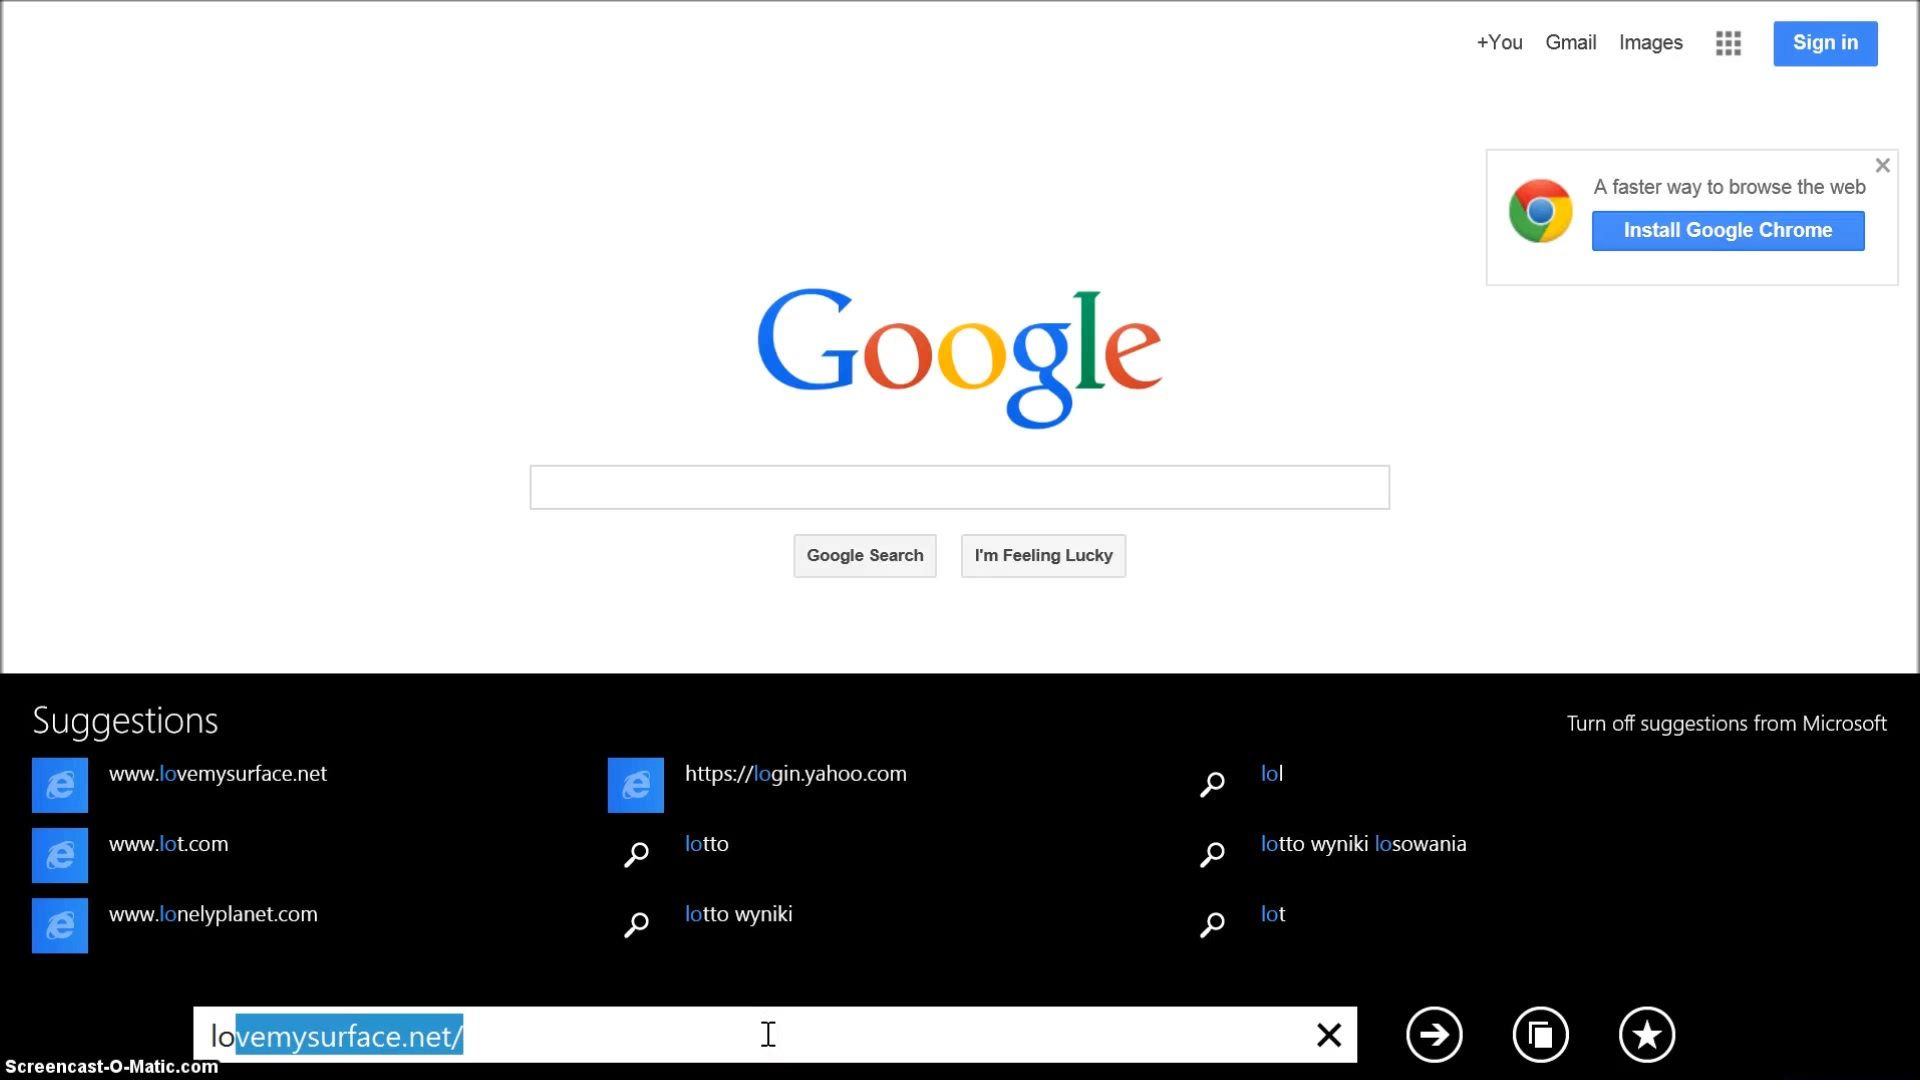 +You Gmail Images Sign in
A faster way to browse the web
Install Google Chrome
Google
Google Search I'm Feeling Lucky
Suggestions
Turn off suggestions from Microsoft
www.lovemysurface.net
https://login.yahoo.com
lol
www.lot.com
lotto
lotto wyniki losowania
www.lonelyplanet.com
lotto wyniki
lot
lovemysurface.net/
Screencast-O-Matic.com